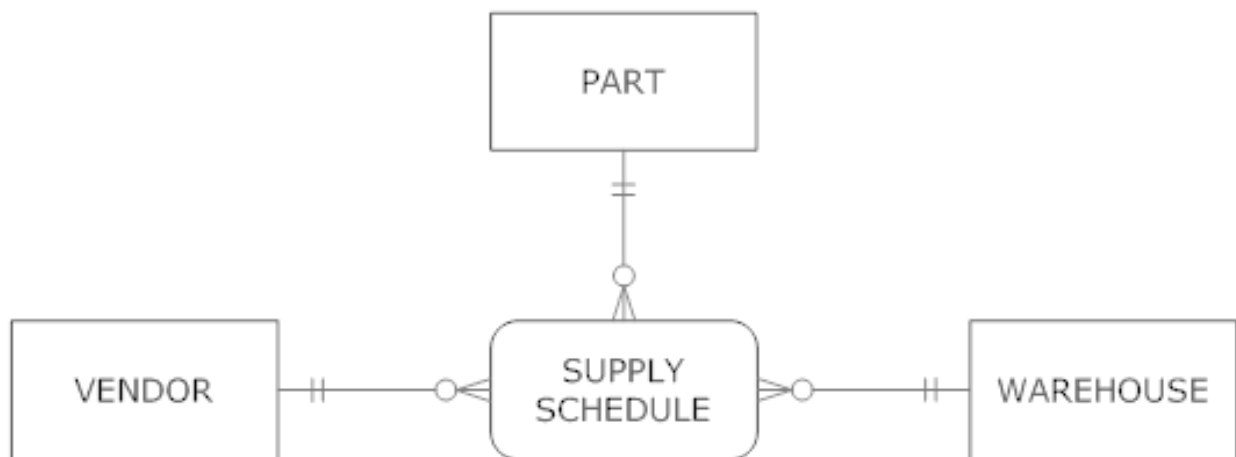 PART
VENDOR
SUPPLY
SCHEDULE
WAREHOUSE